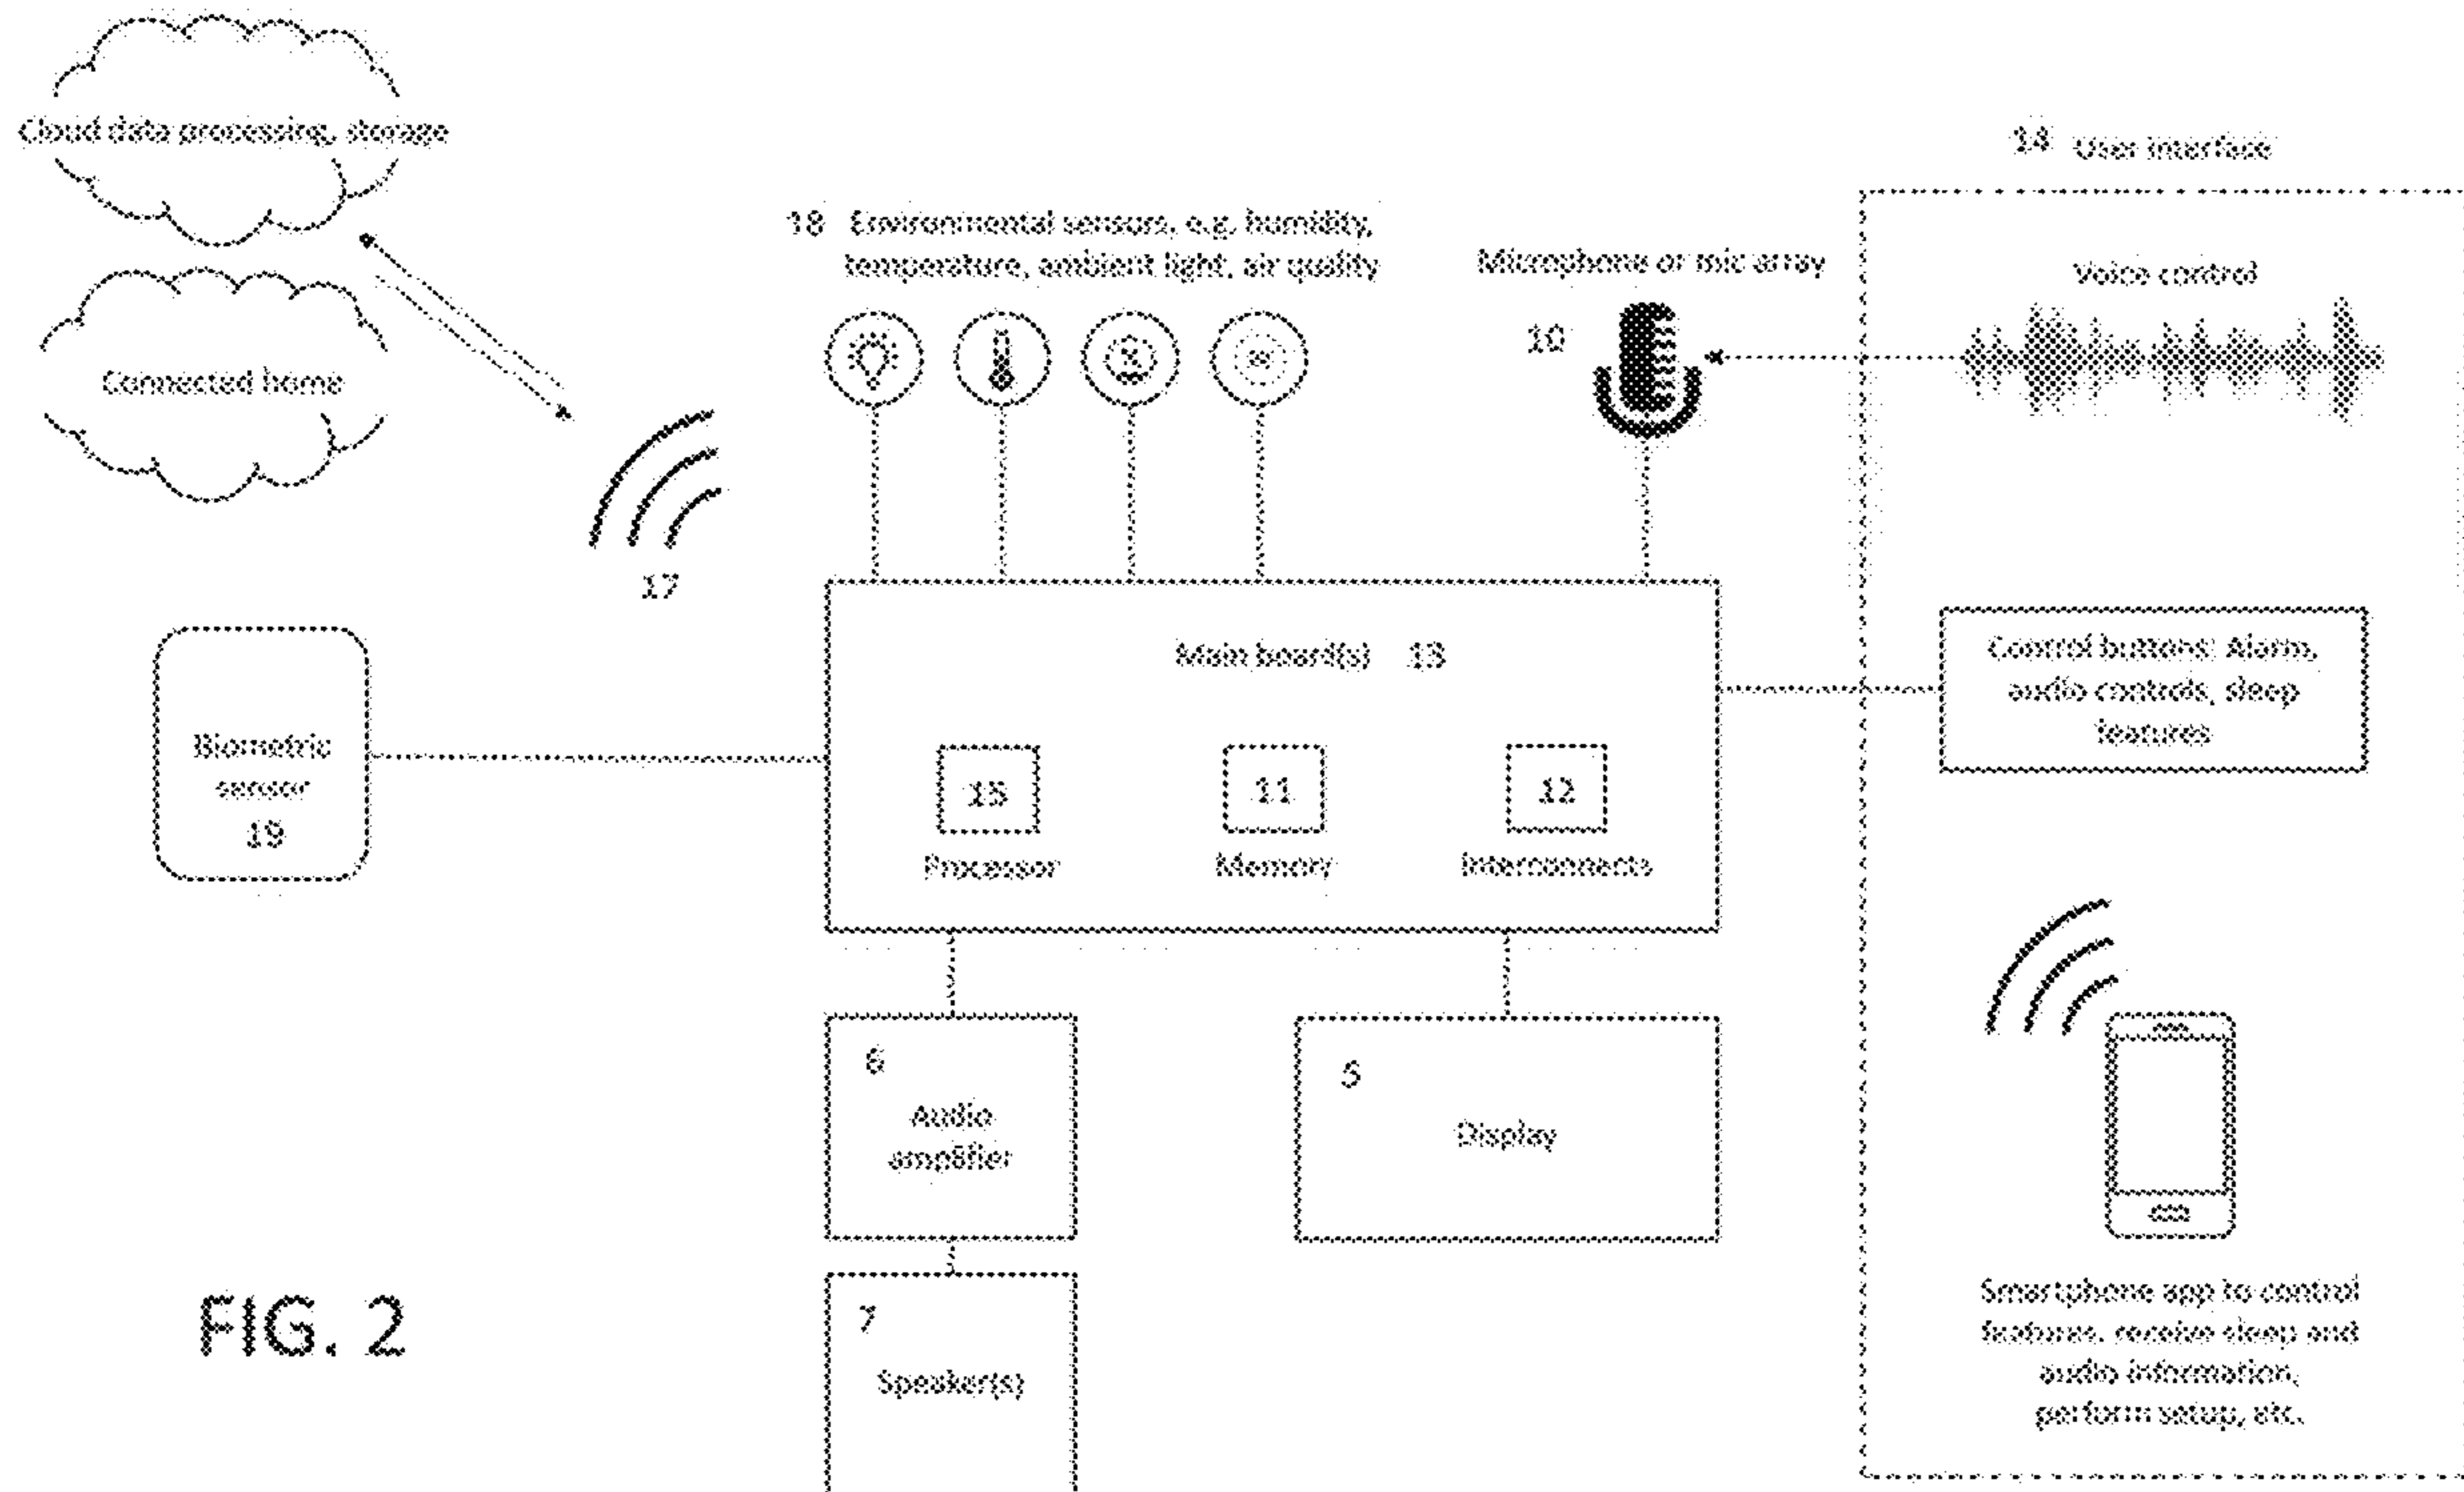 Cloud data processing, storage
Connected home
17
18 Environmental sensors, e.g. humidity,
temperature, ambient light, air quality
Microphone or mic array
10
14 User interface
Voice control
Biometric
sensor
19
Main board(s) 13
15
Processor
11
Memory
12
Interconnects
Control buttons: Alarm,
audio controls, sleep
features
6
Audio
amplifier
5
Display
7
Speaker(s)
Smartphone app to control
features, receive sleep and
audio information,
perform setup, etc.
FIG. 2